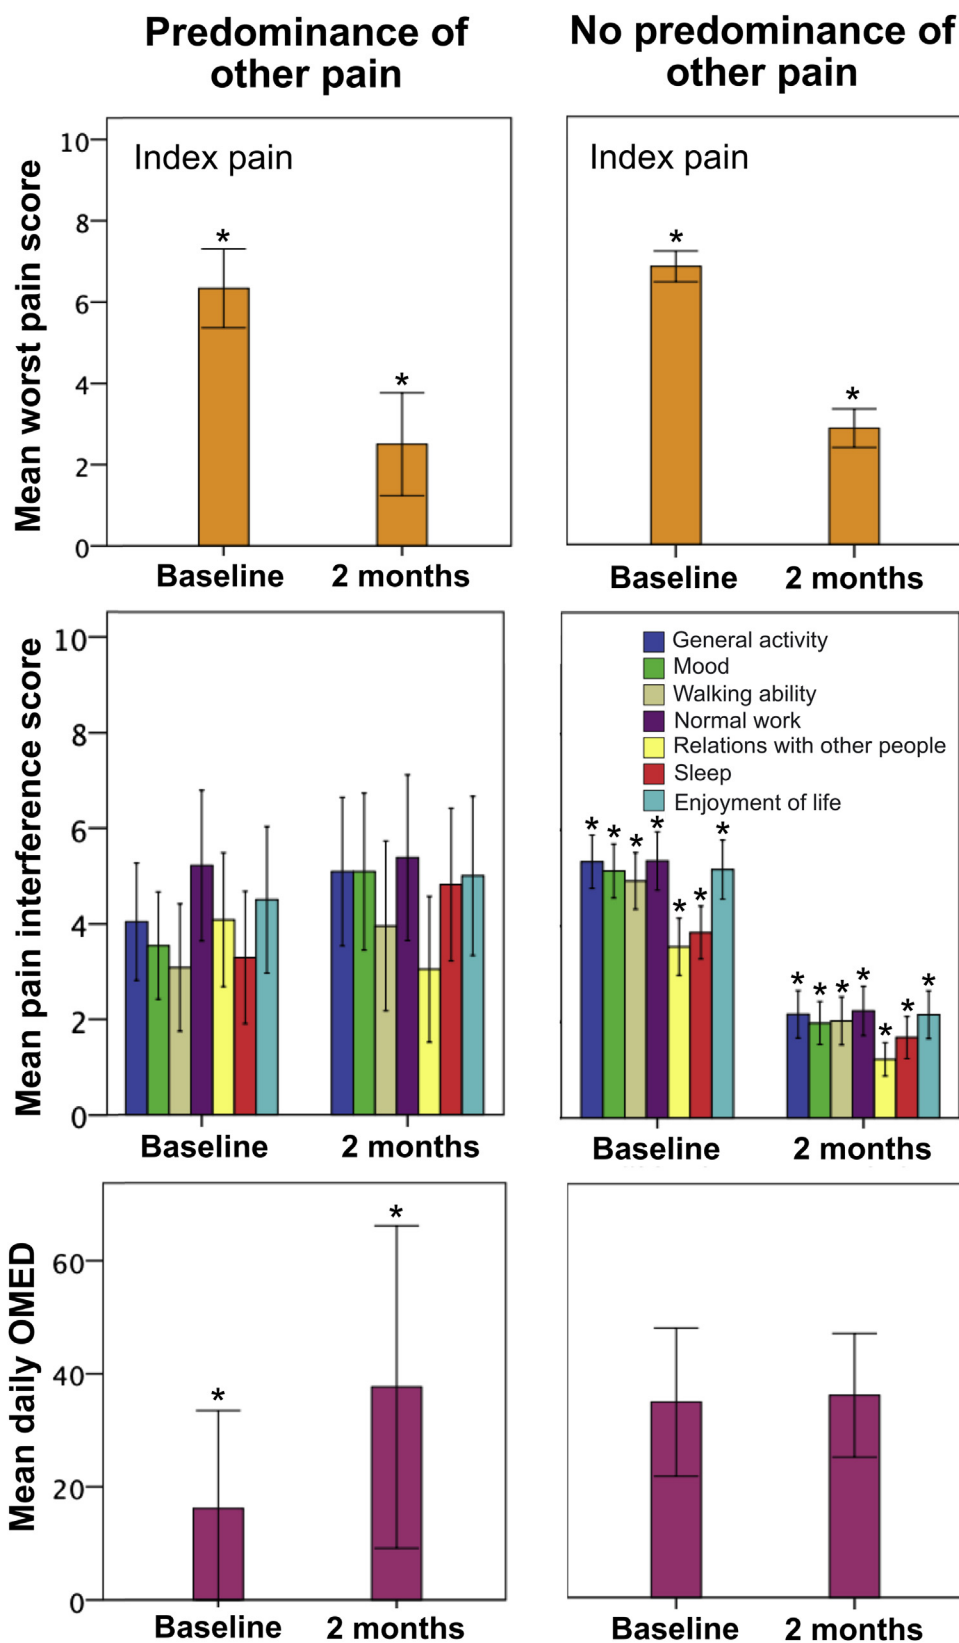 Predominance of
other pain
No predominance of
other pain
Mean worst pain score
10
8
6
4
2
0
Index pain
*
*
Baseline
2 months
Index pain
*
*
Baseline
2 months
Mean pain interference score
10
8
6
4
2
0
Baseline
2 months
General activity
Mood
Walking ability
Normal work
Relations with other people
Sleep
Enjoyment of life
* * * * * * *
* * * * * * *
Baseline
2 months
Mean daily OMED
60
40
20
0
*
*
Baseline
2 months
Baseline
2 months